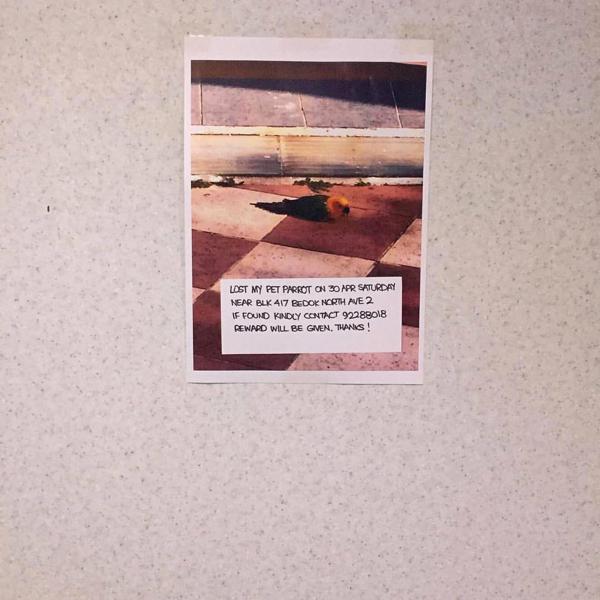 LOST MY PET PARROT ON 30 APR SATURDAY
NEAR BLK 417 BEDOK NORTH AVE 2
IF FOUND KINDLY CONTACT 92288018
REWARD WILL BE GIVEN. THANKS!